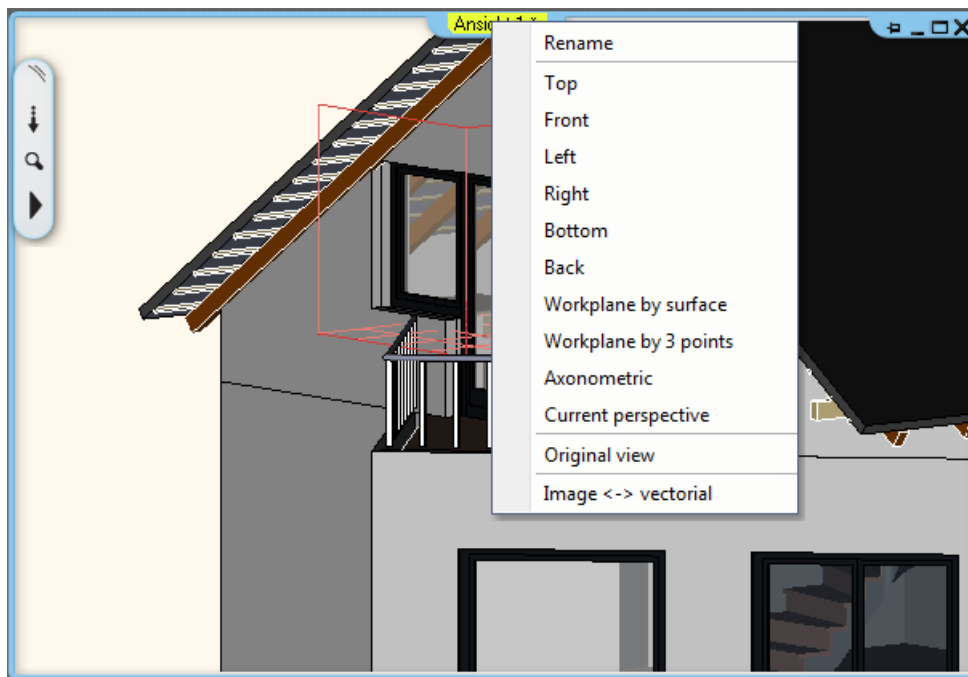 Rename
Top
Front
Left
Right
Bottom
Back
Workplane by surface
Workplane by 3 points
Axonometric
Current perspective
Original view
Image <-> vectorial